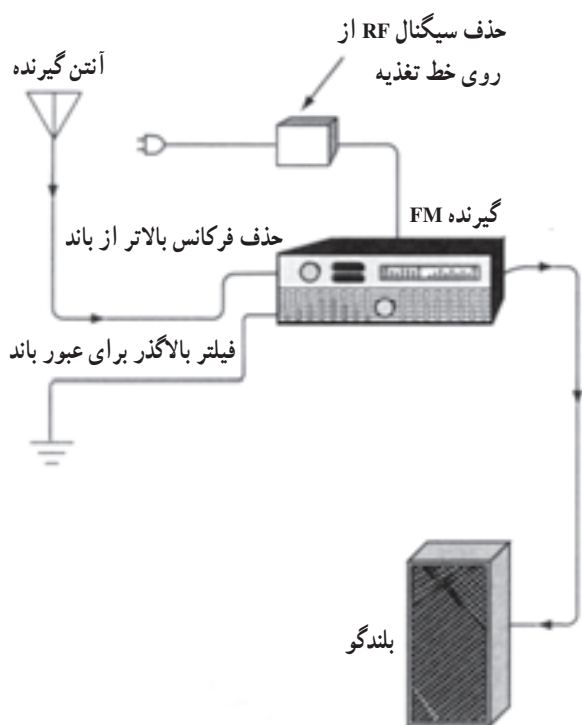 حذف سیگنال RF از
روی خط تغذیه
آنتن گیرنده
گیرنده FM
حذف فرکانس بالاتر از باند
فیلتر بالاگذر برای عبور باند
بلندگو